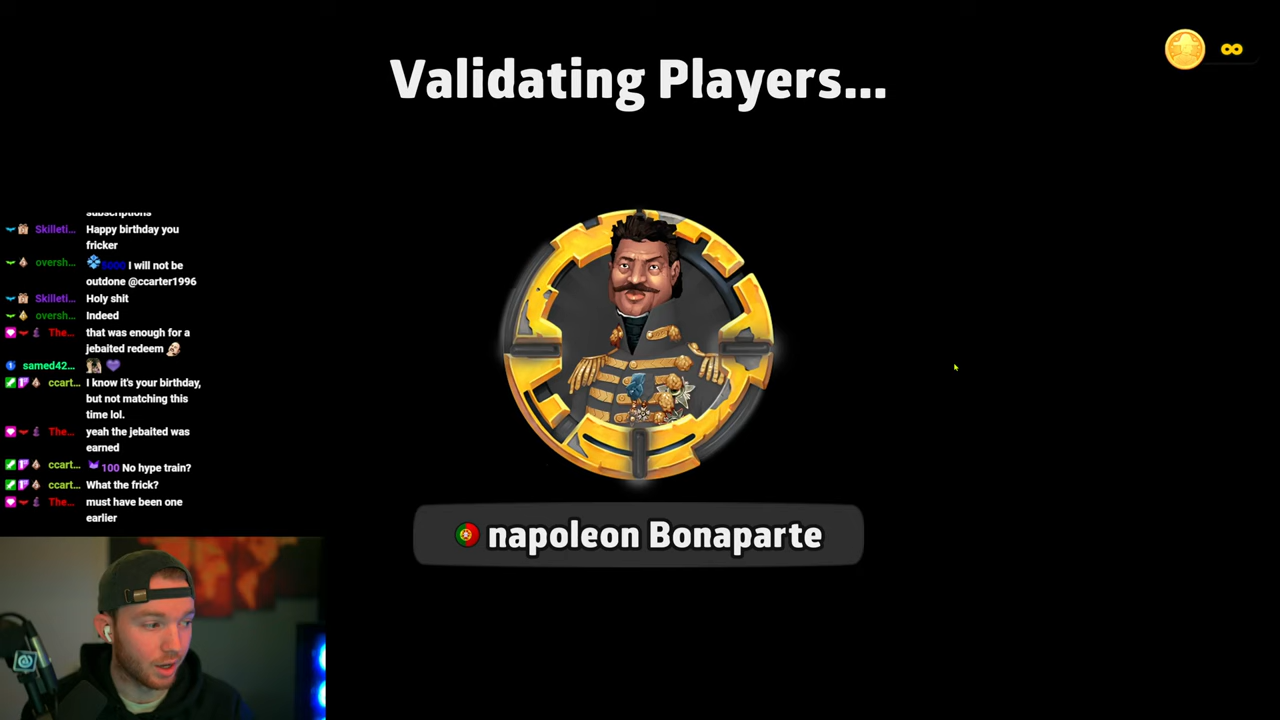 Validating Players...
∞
subscriptions
Skilleti... Happy birthday you
fricker
oversh... 5000 I will not be
outdone @ccarter1996
Skilleti... Holy shit
oversh... Indeed
The... that was enough for a
jebaited redeem
samed42...
ccart... I know it's your birthday,
but not matching this
time lol.
The... yeah the jebaited was
earned
ccart... 100 No hype train?
ccart... What the frick?
The... must have been one
earlier
napoleon Bonaparte